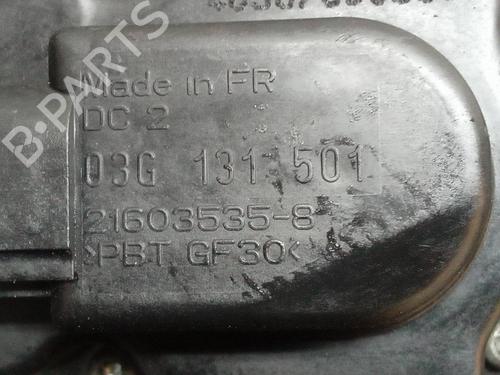 Made in FR
DC 2
03G 131 501
21603535-8
>PBT GF30<
B-PARTS